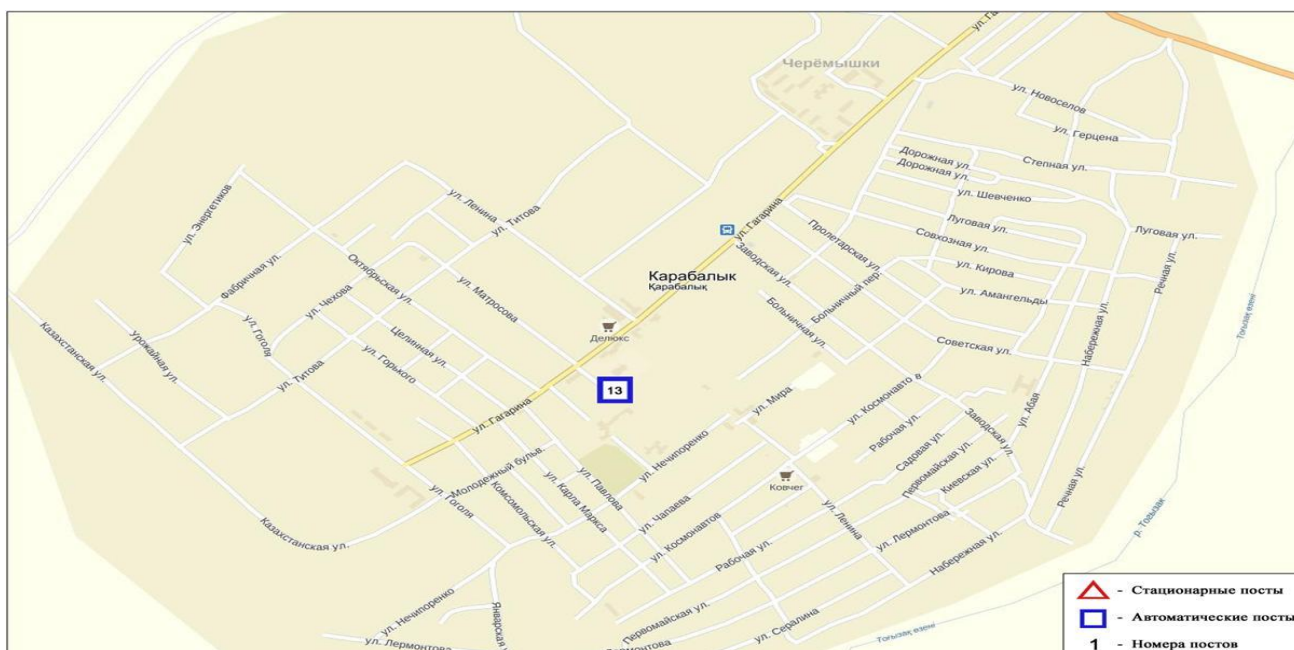 ул. Га
Черёмышки
ул. Новоселов
ул. Герцена
Дорожная ул.
Дорожная ул.
Степная ул.
ул. Шевченко
ул. Энергетиков
ул. Ленина
ул. Титова
ул. Гагарина
Пролетарская ул.
Луговая ул.
Луговая ул.
Совхозная ул.
Заводская ул.
ул. Кирова
Речная ул.
Октябрьская ул.
Фабричная ул.
Карабалык
Қарабалық
Больничный пер.
ул. Амангельды
ул. Чехова
ул. Матросова
Больничная ул.
Набережная ул.
Тоғызақ өзені
ул. Гоголя
Делюкс
Казахстанская ул.
Урожайная ул.
Целинная ул.
ул. Горького
Советская ул.
ул. Титова
13
ул. Мира
ул. Космонавто в
ул. Гагарина
Рабочая ул.
Заводская ул.
ул. Абая
ул. Нечипоренко
Садовая ул.
Первомайская ул.
Киевская ул.
Молодежный бульв.
ул. Павлова
Ковчег
Речная ул.
ул. Гоголя
Комсомольская ул.
ул. Карла Маркса
ул. Чапаева
ул. Ленина
р. Тогызак
Казахстанская ул.
ул. Космонавтов
ул. Лермонтова
Рабочая ул.
Набережная ул.
ул. Нечипоренко
Январская
Первомайская ул.
ул. Сералина
Тоғызақ өзені
ул. Лермонтова
Лермонтова
- Стационарные посты
- Автоматические посты
1 - Номера постов